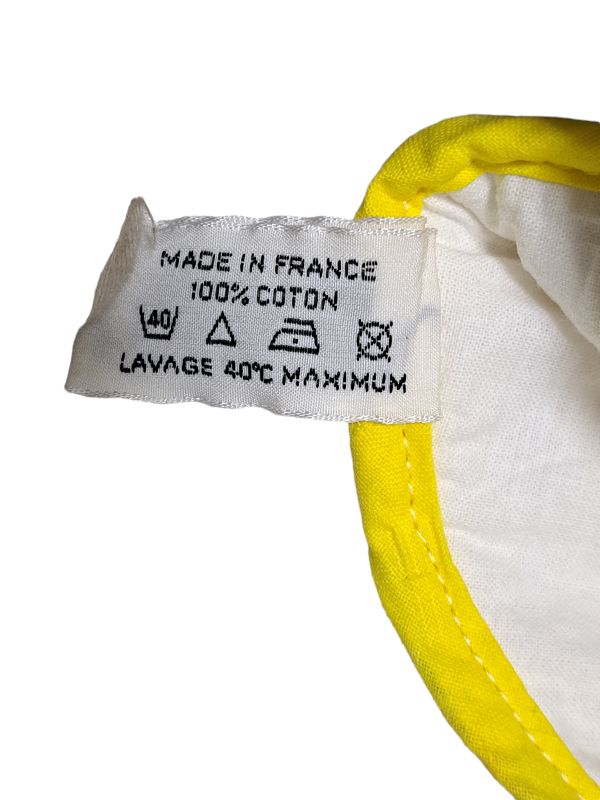 MADE IN FRANCE
100% COTON
40
LAVAGE 40°C MAXIMUM